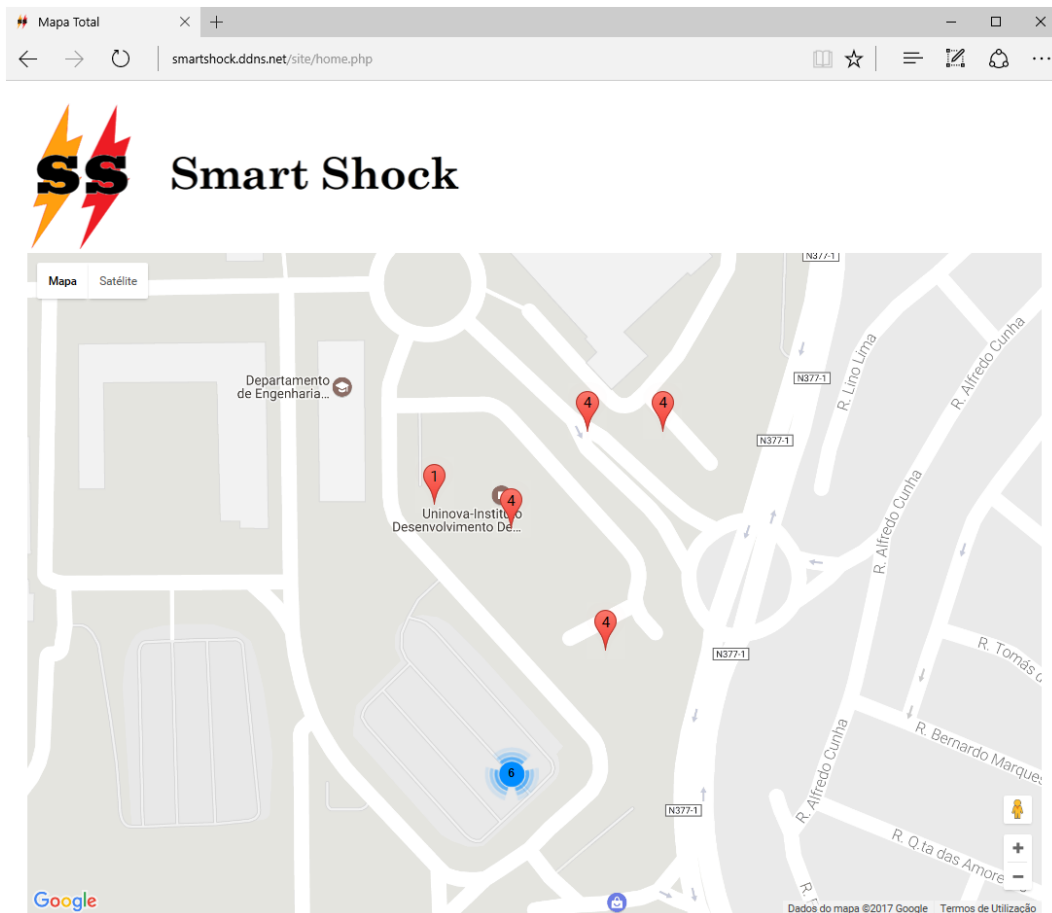 Mapa Total
smartshock.ddns.net/site/home.php
SS
Smart Shock
Mapa
Satélite
N377-1
R. Lino Lima
R. Alfredo Cunha
Departamento
de Engenharia...
N377-1
4
4
N377-1
1
4
Uninova-Instituto
Desenvolvimento De...
R. Alfredo Cunha
4
N377-1
R. Tomás
R. Bernardo Marques
R. Alfredo Cunha
6
N377-1
R. Q.ta das Amore
R.
Google
Dados do mapa ©2017 Google
Termos de Utilização